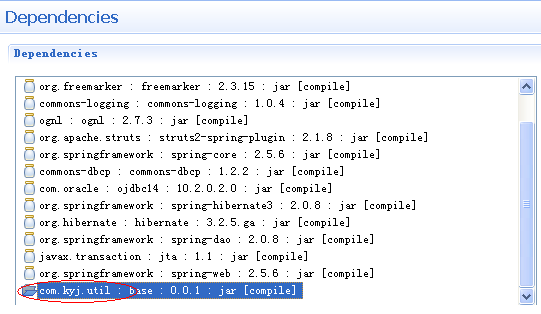 Dependencies
Dependencies
org.freemarker : freemarker : 2.3.15 : jar [compile]
commons-logging : commons-logging : 1.0.4 : jar [compile]
ognl : ognl : 2.7.3 : jar [compile]
org.apache.struts : struts2-spring-plugin : 2.1.8 : jar [compile]
org.springframework : spring-core : 2.5.6 : jar [compile]
commons-dbcp : commons-dbcp : 1.2.2 : jar [compile]
com.oracle : ojdbc14 : 10.2.0.2.0 : jar [compile]
org.springframework : spring-hibernate3 : 2.0.8 : jar [compile]
org.hibernate : hibernate : 3.2.5.ga : jar [compile]
org.springframework : spring-dao : 2.0.8 : jar [compile]
javax.transaction : jta : 1.1 : jar [compile]
org.springframework : spring-web : 2.5.6 : jar [compile]
com.kyj.util : base : 0.0.1 : jar [compile]